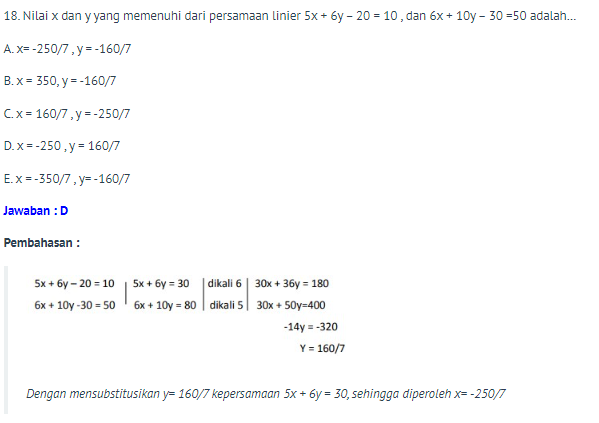 18. Nilai x dan y yang memenuhi dari persamaan linier 5x + 6y – 20 = 10 , dan 6x + 10y – 30 =50 adalah...
A. x= -250/7 , y = -160/7
B. x = 350, y = -160/7
C. x = 160/7 , y = -250/7
D. x = -250 , y = 160/7
E. x = -350/7 , y= -160/7
Jawaban : D
Pembahasan :
5x + 6y – 20 = 10 | 5x + 6y = 30 | dikali 6 | 30x + 36y = 180
6x + 10y -30 = 50 | 6x + 10y = 80 | dikali 5 | 30x + 50y=400
-14y = -320
Y = 160/7
Dengan mensubstitusikan y= 160/7 kepersamaan 5x + 6y = 30, sehingga diperoleh x= -250/7